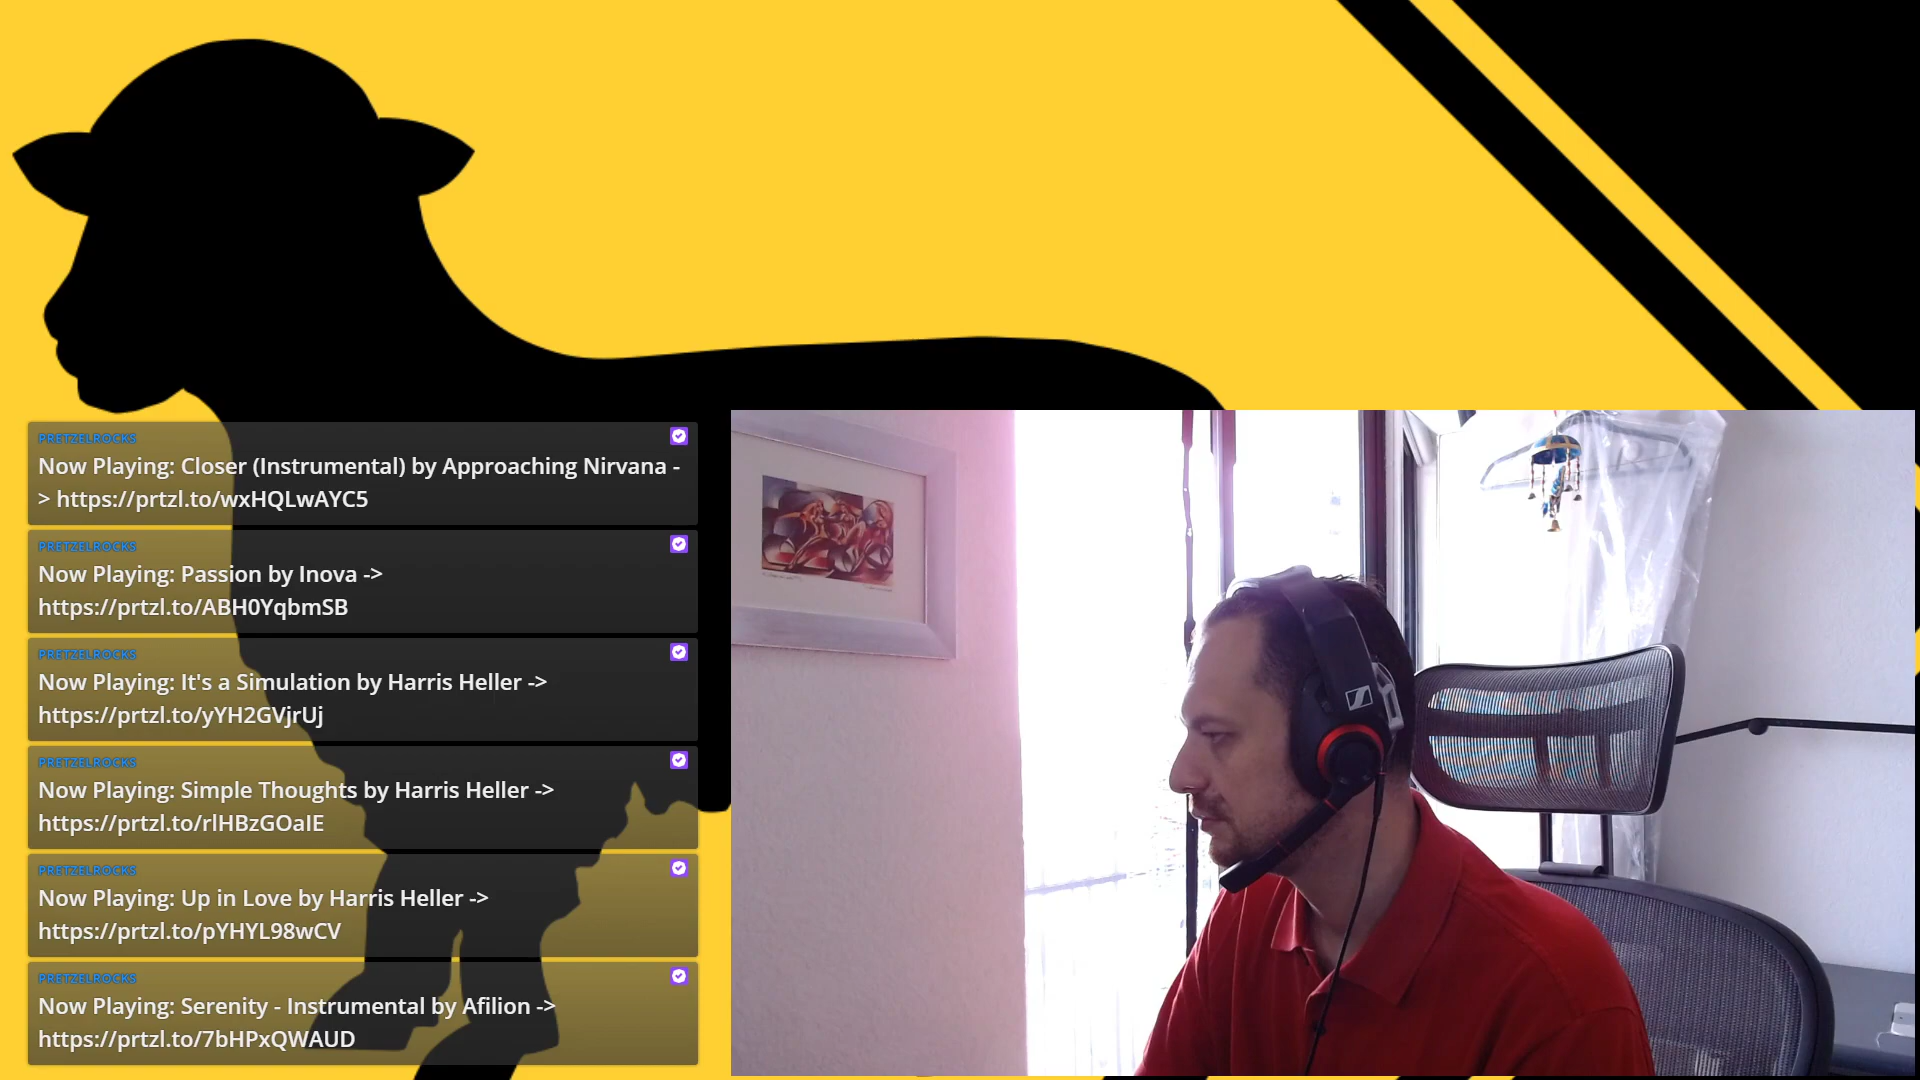 PRETZELROCKS
Now Playing: Closer (Instrumental) by Approaching Nirvana -
> https://prtzl.to/wxHQLwAYC5
PRETZELROCKS
Now Playing: Passion by Inova ->
https://prtzl.to/ABH0YqbmSB
PRETZELROCKS
Now Playing: It's a Simulation by Harris Heller ->
https://prtzl.to/yYH2GVjrUj
PRETZELROCKS
Now Playing: Simple Thoughts by Harris Heller ->
https://prtzl.to/rlHBzGOalE
PRETZELROCKS
Now Playing: Up in Love by Harris Heller ->
https://prtzl.to/pYHYL98wCV
PRETZELROCKS
Now Playing: Serenity - Instrumental by Afilion ->
https://prtzl.to/7bHPxQWAUD